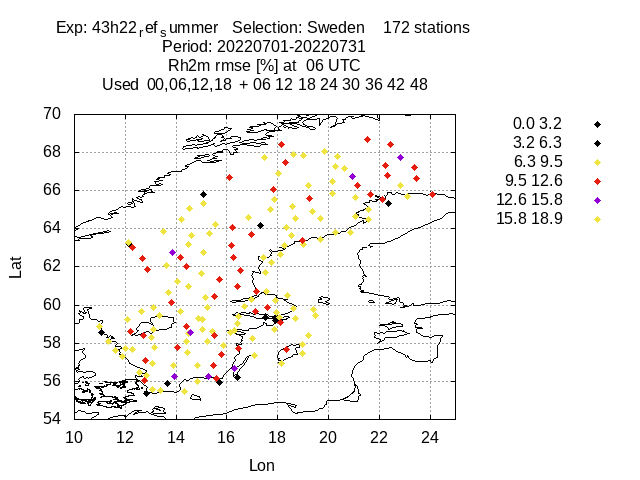 Exp: 43h22ref_summer Selection: Sweden 172 stations
Period: 20220701-20220731
Rh2m rmse [%] at 06 UTC
Used 00,06,12,18 + 06 12 18 24 30 36 42 48
70
68
66
64
62
60
58
56
54
Lat
10 12 14 16 18 20 22 24
Lon
0.0 3.2
3.2 6.3
6.3 9.5
9.5 12.6
12.6 15.8
15.8 18.9